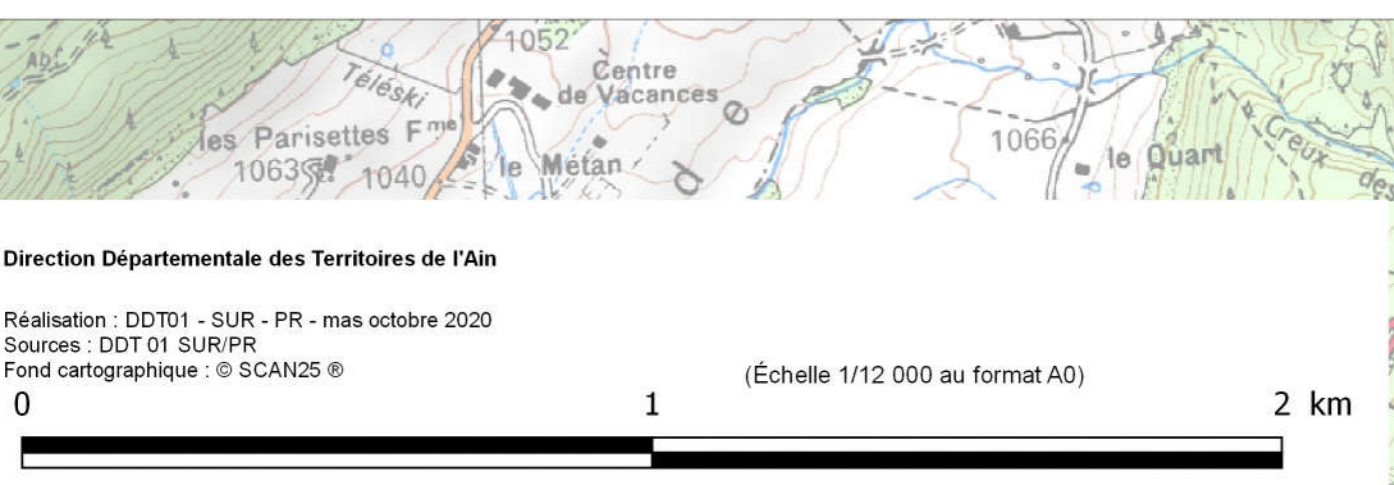 1052
Abr
Téléski
Centre
de Vacances
les Parisettes Fme
1063
1040
le Métan
d e
1066
le Quart
Creux
des
Direction Départementale des Territoires de l'Ain
Réalisation : DDT01 - SUR - PR - mas octobre 2020
Sources : DDT 01 SUR/PR
Fond cartographique : © SCAN25 ®
(Échelle 1/12 000 au format A0)
0 1 2 km